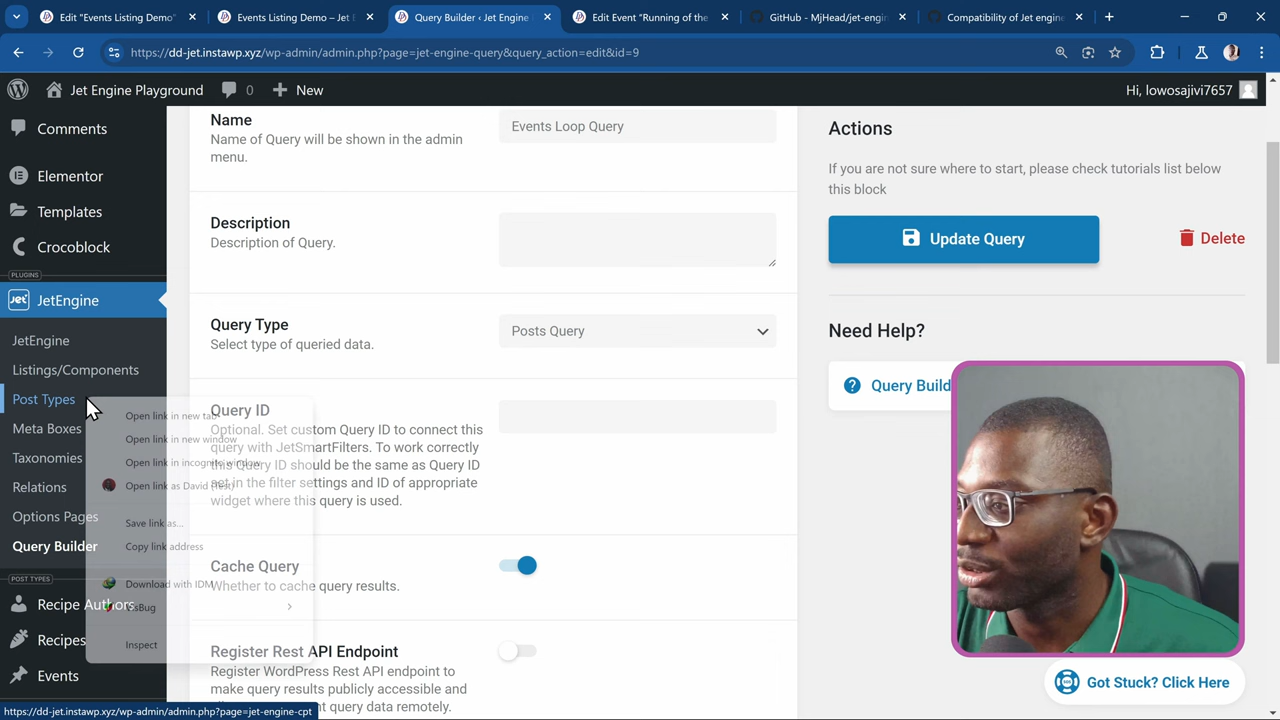 "Edit "Events Listing Demo"
Events Listing Demo – Jet E
Query Builder ‹ Jet Engine
Edit Event "Running of the
GitHub - MjHead/jet-engin
Compatibility of Jet engine
https://dd-jet.instawp.xyz/wp-admin/admin.php?page=jet-engine-query&query_action=edit&id=9
Jet Engine Playground
0
New
Hi, lowosajivi7657
Comments
Elementor
Templates
Crocoblock
PLUGINS
JetEngine
JetEngine
Listings/Components
Post Types
Meta Boxes
Taxonomies
Relations
Options Pages
Query Builder
POST TYPES
Recipe Authors
Recipes
Events
Open link in new tab
Open link in new window
Open link in incognito window
Open link as David (Test)
Save link as...
Copy link address
Download with IDM
Inspect
Name
Name of Query will be shown in the admin
menu.
Events Loop Query
Description
Description of Query.
Query Type
Select type of queried data.
Posts Query
Query ID
Optional. Set custom Query ID to connect this
query with JetSmartFilters. To work correctly
this Query ID should be the same as Query ID
set in the filter settings and ID of appropriate
widget where this query is used.
Cache Query
Whether to cache query results.
Register Rest API Endpoint
Register WordPress Rest API endpoint to
make query results publicly accessible and
query data remotely.
Actions
If you are not sure where to start, please check tutorials list below
this block
Update Query
Delete
Need Help?
Query Build
Got Stuck? Click Here
https://dd-jet.instawp.xyz/wp-admin/admin.php?page=jet-engine-cpt